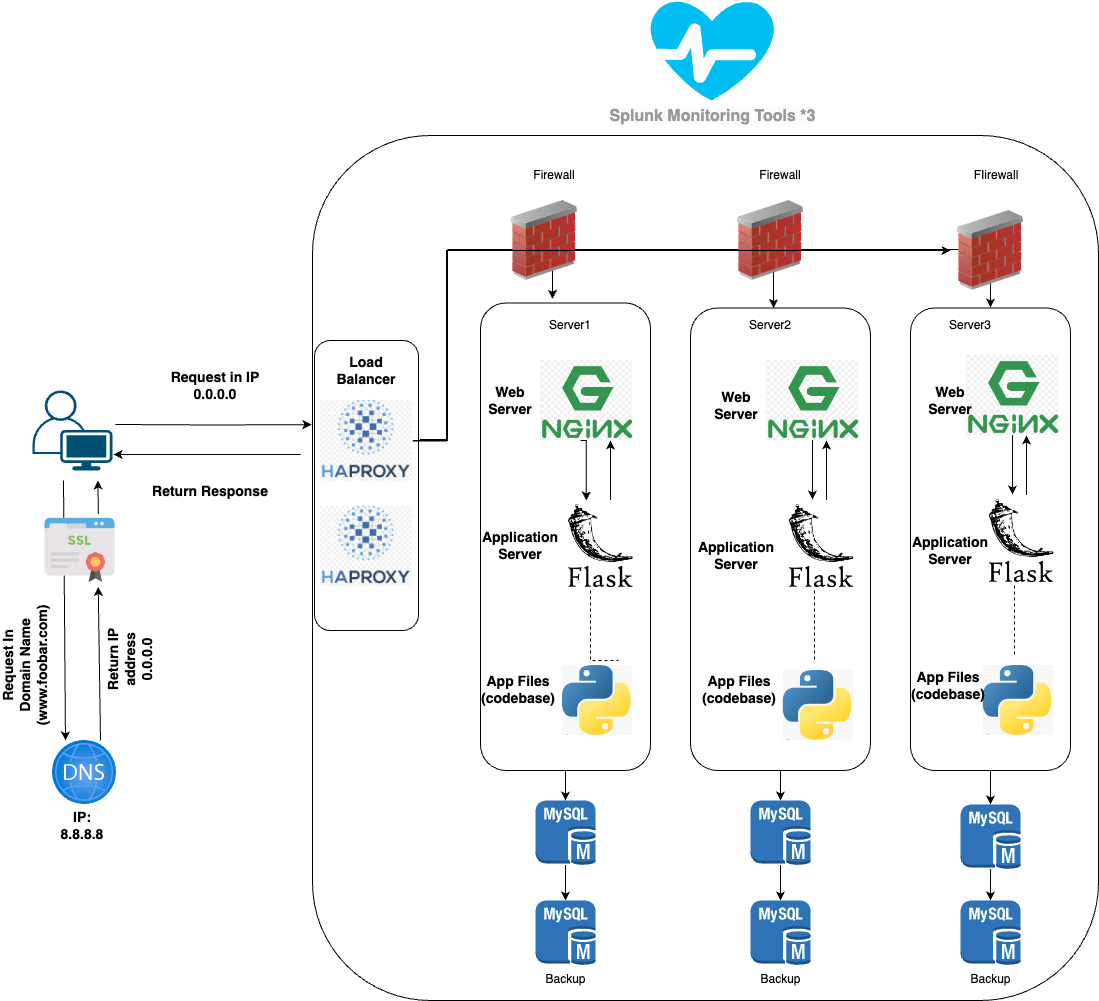 Splunk Monitoring Tools *3
Firewall
Firewall
FIirewall
Server1
Server2
Server3
Load
Balancer
HAPROXY
HAPROXY
Request in IP
0.0.0.0
Return Response
SSL
Request In
Domain Name
(www.foobar.com)
Return IP
address
0.0.0.0
DNS
IP:
8.8.8.8
Web
Server
NGINX
Application
Server
Flask
App Files
(codebase)
Web
Server
NGINX
Application
Server
Flask
App Files
(codebase)
Web
Server
NGINX
Application
Server
Flask
App Files
(codebase)
MySQL
M
MySQL
M
MySQL
M
MySQL
M
MySQL
M
MySQL
M
Backup
Backup
Backup